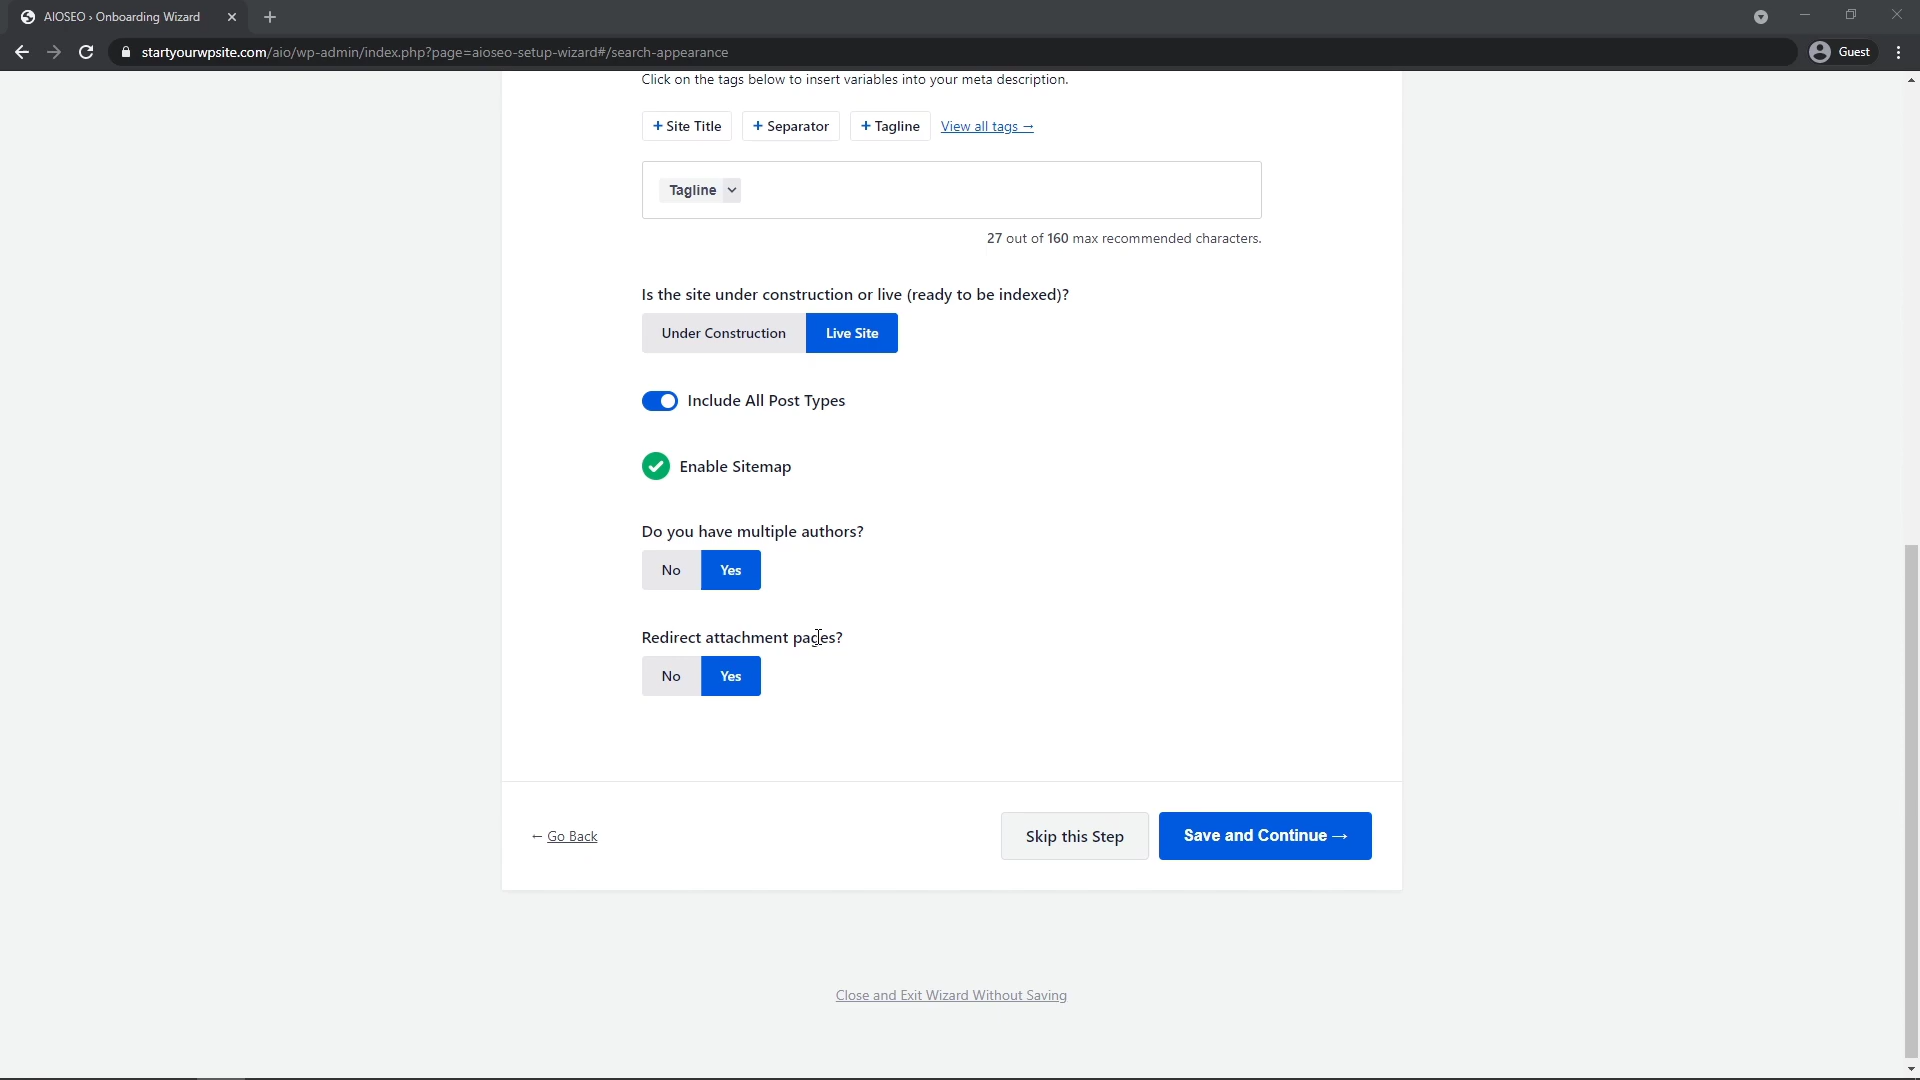 AIOSEO › Onboarding Wizard
startyourwpsite.com/aio/wp-admin/index.php?page=aioseo-setup-wizard#/search-appearance
Guest
Click on the tags below to insert variables into your meta description.
+ Site Title + Separator + Tagline View all tags →
Tagline
27 out of 160 max recommended characters.
Is the site under construction or live (ready to be indexed)?
Under Construction Live Site
Include All Post Types
Enable Sitemap
Do you have multiple authors?
No Yes
Redirect attachment pages?
No Yes
← Go Back Skip this Step Save and Continue →
Close and Exit Wizard Without Saving